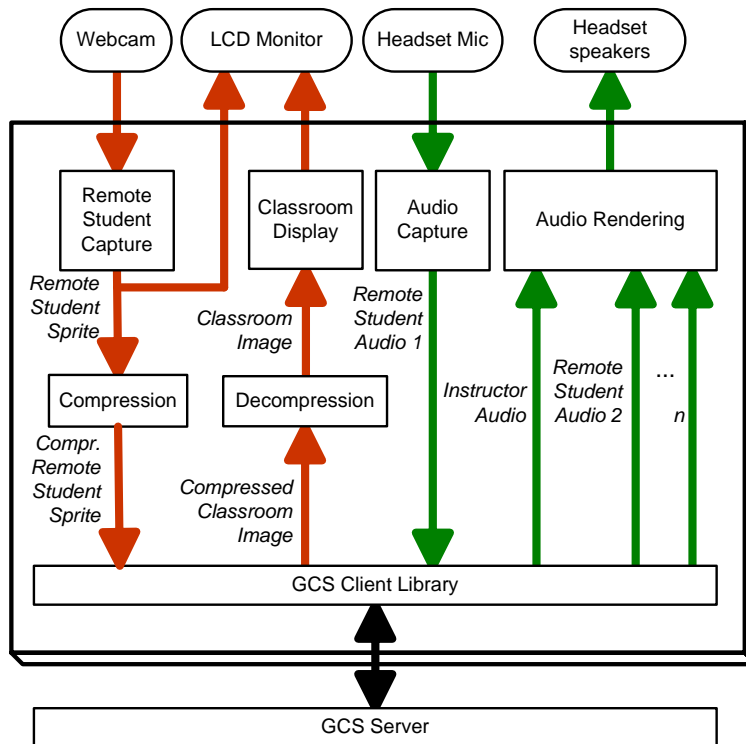 Webcam
LCD Monitor
Headset Mic
Headset
speakers
Remote
Student
Capture
Classroom
Display
Audio
Capture
Audio Rendering
Remote
Student
Sprite
Classroom
Image
Remote
Student
Audio 1
Instructor
Audio
Remote
Student
Audio 2
...
n
Compression
Decompression
Compr.
Remote
Student
Sprite
Compressed
Classroom
Image
GCS Client Library
GCS Server